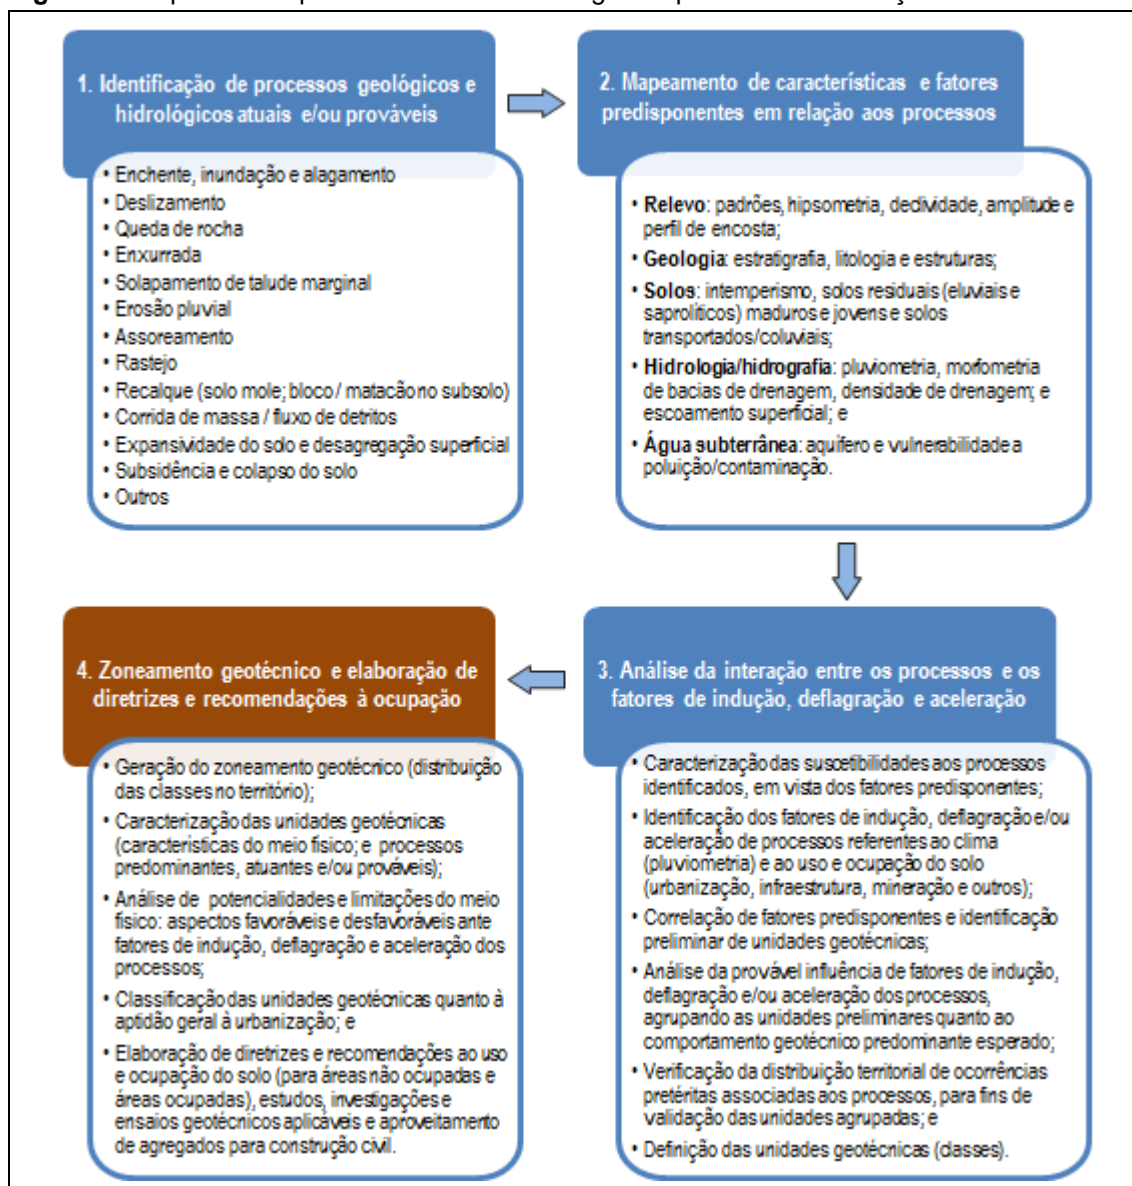 1. Identificação de processos geológicos e
hidrológicos atuais e/ou prováveis
• Enchente, inundação e alagamento
• Deslizamento
• Queda de rocha
• Enxurrada
• Solapamento de talude marginal
• Erosão pluvial
• Assoreamento
• Rastejo
• Recalque (solo mole; bloco / matacão no subsolo)
• Corrida de massa / fluxo de detritos
• Expansividade do solo e desagregação superficial
• Subsidência e colapso do solo
• Outros
2. Mapeamento de características e fatores
predisponentes em relação aos processos
• Relevo: padrões, hipsometria, declividade, amplitude e
perfil de encosta;
• Geologia: estratigrafia, litologia e estruturas;
• Solos: intemperismo, solos residuais (eluviais e
saprolíticos) maduros e jovens e solos
transportados/coluviais;
• Hidrologia/hidrografia: pluviometria, morfometria
de bacias de drenagem, densidade de drenagem; e
escoamento superficial; e
• Água subterrânea: aquífero e vulnerabilidade a
poluição/contaminação.
3. Análise da interação entre os processos e os
fatores de indução, deflagração e aceleração
• Caracterização das suscetibilidades aos processos
identificados, em vista dos fatores predisponentes;
• Identificação dos fatores de indução, deflagração e/ou
aceleração de processos referentes ao clima
(pluviometria) e ao uso e ocupação do solo
(urbanização, infraestrutura, mineração e outros);
• Correlação de fatores predisponentes e identificação
preliminar de unidades geotécnicas;
• Análise da provável influência de fatores de indução,
deflagração e/ou aceleração dos processos,
agrupando as unidades preliminares quanto ao
comportamento geotécnico predominante esperado;
• Verificação da distribuição territorial de ocorrências
pretéritas associadas aos processos, para fins de
validação das unidades agrupadas; e
• Definição das unidades geotécnicas (classes).
4. Zoneamento geotécnico e elaboração de
diretrizes e recomendações à ocupação
• Geração do zoneamento geotécnico (distribuição
das classes no território);
• Caracterização das unidades geotécnicas
(características do meio físico; e processos
predominantes, atuantes e/ou prováveis);
• Análise de potencialidades e limitações do meio
físico: aspectos favoráveis e desfavoráveis ante
fatores de indução, deflagração e aceleração dos
processos;
• Classificação das unidades geotécnicas quanto à
aptidão geral à urbanização; e
• Elaboração de diretrizes e recomendações ao uso
e ocupação do solo (para áreas não ocupadas e
áreas ocupadas), estudos, investigações e
ensaios geotécnicos aplicáveis e aproveitamento
de agregados para construção civil.